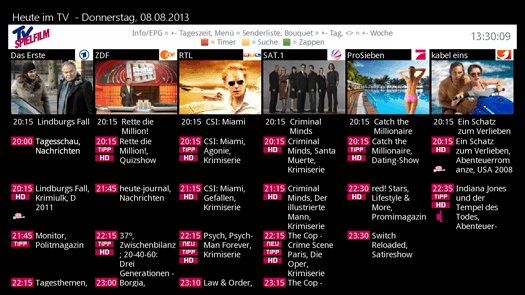 Heute im TV - Donnerstag, 08.08.2013
TV SPIELFILM
Info/EPG = +- Tageszeit, Menü = Senderliste, Bouquet = +- Tag, <> = +- Woche
= Timer = Suche = Zappen
13:30:09
Das Erste
20:15 Lindburgs Fall
20:00 Tagesschau,
Nachrichten
20:15 Lindburgs Fall,
HD Krimiulk, D
2011
21:45 Monitor,
TIPP Politmagazin
22:15 Tagesthemen,
ZDF
20:15 Rette die
Million!
20:15 Rette die
TIPP Million!,
HD Quizshow
21:45 heute-journal,
Nachrichten
22:15 37°,
TIPP Zwischenbilanz
HD ; 20-40-60:
Drei
Generationen -
23:00 Borgia,
RTL
20:15 CSI: Miami
20:15 CSI: Miami,
TIPP Agonie,
HD Krimiserie
21:15 CSI: Miami,
HD Gefallen,
Krimiserie
22:15 Psych, Psych-
NEU Man Forever,
TIPP Krimiserie
HD
23:10 Law & Order,
SAT.1
20:15 Criminal
Minds
20:15 Criminal
HD Minds, Santa
Muerte,
Krimiserie
21:15 Criminal
HD Minds, Der
illustrierte
Mann,
Krimiserie
22:15 The Cop -
NEU Crime Scene
TIPP Paris, Die
HD Oper,
Krimiserie
23:15 The Cop -
ProSieben
20:15 Catch the
Millionaire
20:15 Catch the
TIPP Millionaire,
HD Dating-Show
22:30 red! Stars,
HD Lifestyle &
More,
Promimagazin
23:30 Switch
Reloaded,
Satireshow
kabel eins
20:15 Ein Schatz
zum Verlieben
20:15 Ein Schatz
HD zum Verlieben,
Abenteuerrom
anze, USA 2008
22:35 Indiana Jones
HD und der
Tempel des
Todes,
Abenteuer-